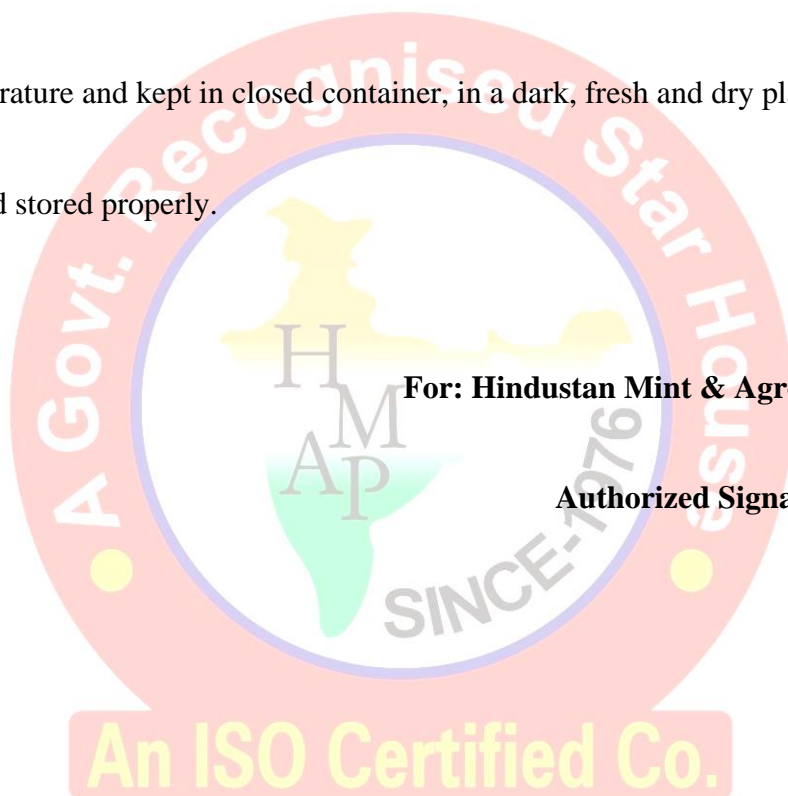 A Govt. Recognised Star House
rature and kept in closed container, in a dark, fresh and dry pl
d stored properly.
HMAP
For: Hindustan Mint & Agr
Authorized Signa
SINCE-1976
An ISO Certified Co.